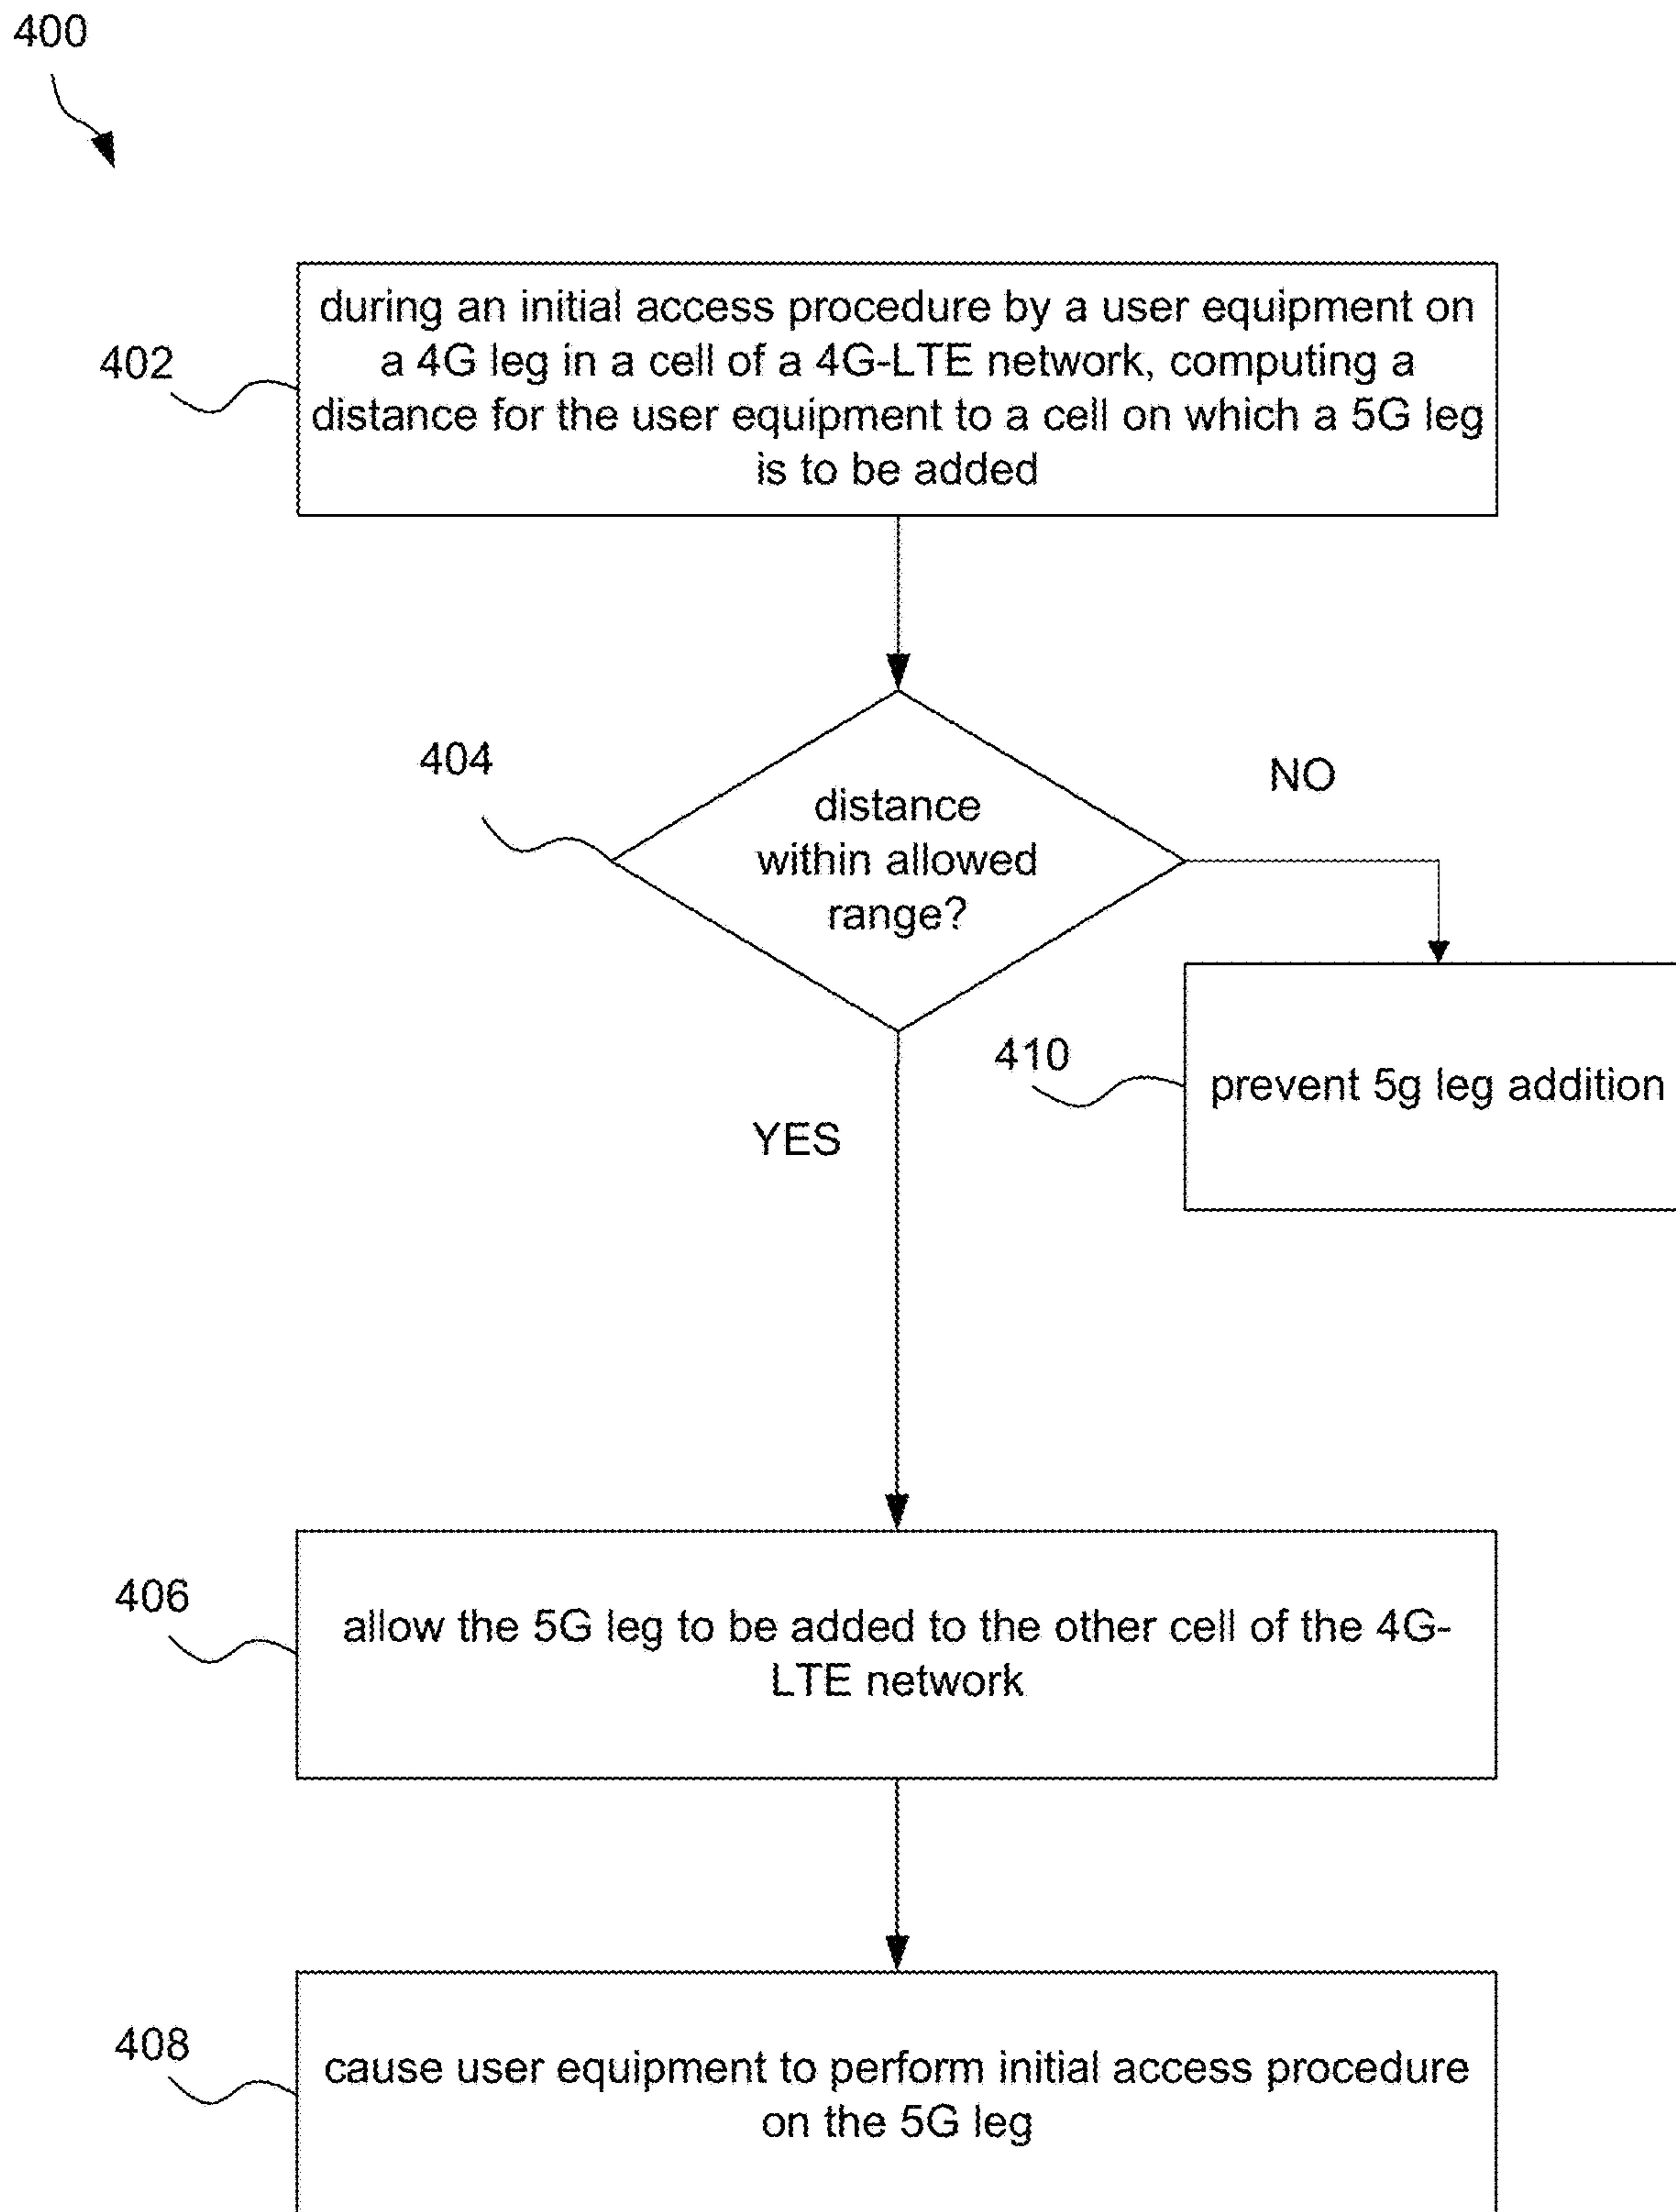 400
402
during an initial access procedure by a user equipment on
a 4G leg in a cell of a 4G-LTE network, computing a
distance for the user equipment to a cell on which a 5G leg
is to be added
404
distance
within allowed
range?
NO
410
prevent 5g leg addition
YES
406
allow the 5G leg to be added to the other cell of the 4G-
LTE network
408
cause user equipment to perform initial access procedure
on the 5G leg